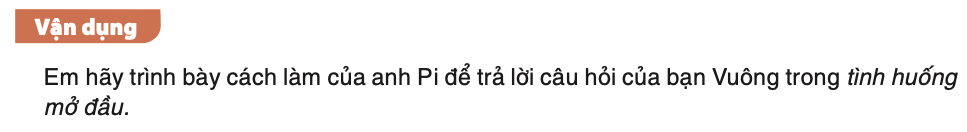 Vận dụng
Em hãy trình bày cách làm của anh Pi để trả lời câu hỏi của bạn Vuông trong tình huống
mở đầu.